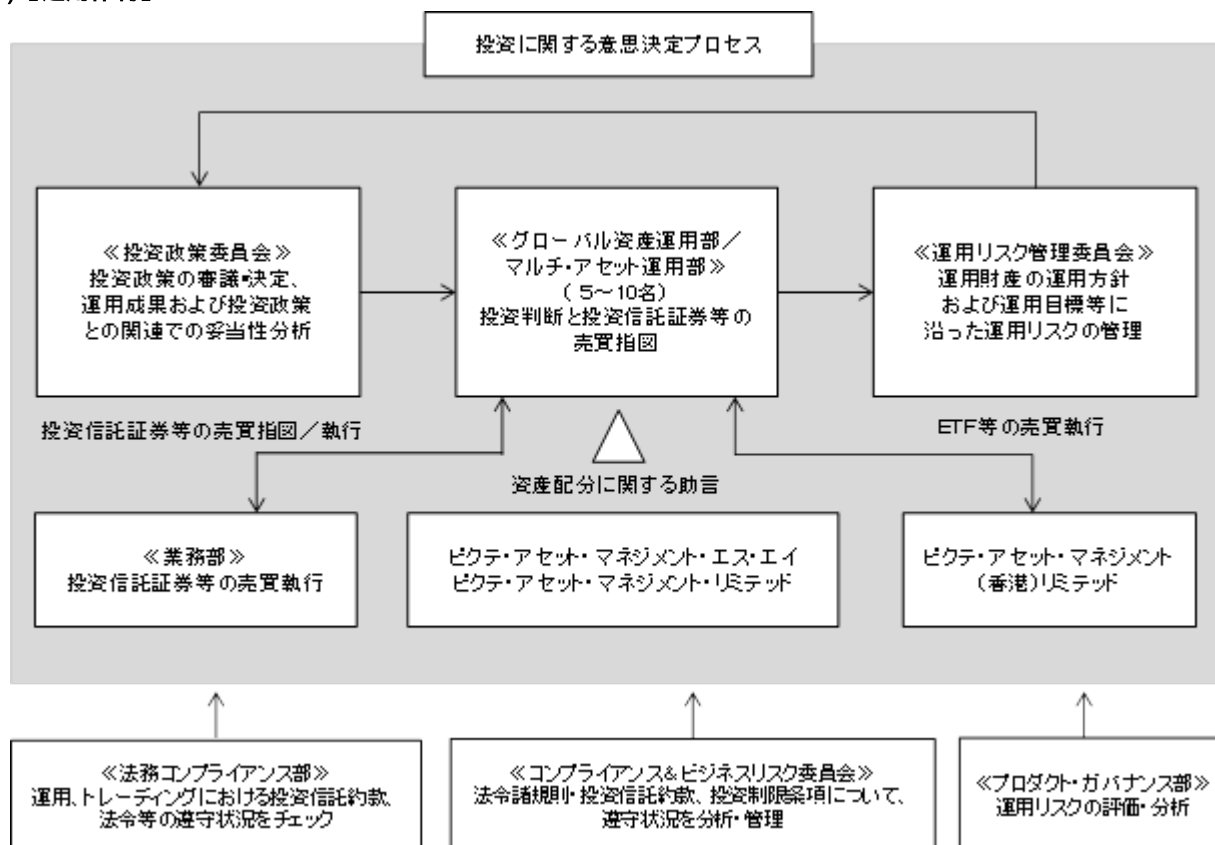 投資に関する意思決定プロセス
≪投資政策委員会≫
投資政策の審議・決定、
運用成果および投資政策
との関連での妥当性分析
≪グローバル資産運用部／
マルチ・アセット運用部≫
(5～10名)
投資判断と投資信託証券等の
売買指図
≪運用リスク管理委員会≫
運用財産の運用方針
および運用目標等に
沿った運用リスクの管理
投資信託証券等の売買指図／執行
ETF等の売買執行
資産配分に関する助言
≪業務部≫
投資信託証券等の売買執行
ピクテ・アセット・マネジメント・エス・エイ
ピクテ・アセット・マネジメント・リミテッド
ピクテ・アセット・マネジメント
(香港)リミテッド
≪法務コンプライアンス部≫
運用、トレーディングにおける投資信託約款、
法令等の遵守状況をチェック
≪コンプライアンス&ビジネスリスク委員会≫
法令諸規則・投資信託約款、投資制限条項について、
遵守状況を分析・管理
≪プロダクト・ガバナンス部≫
運用リスクの評価・分析